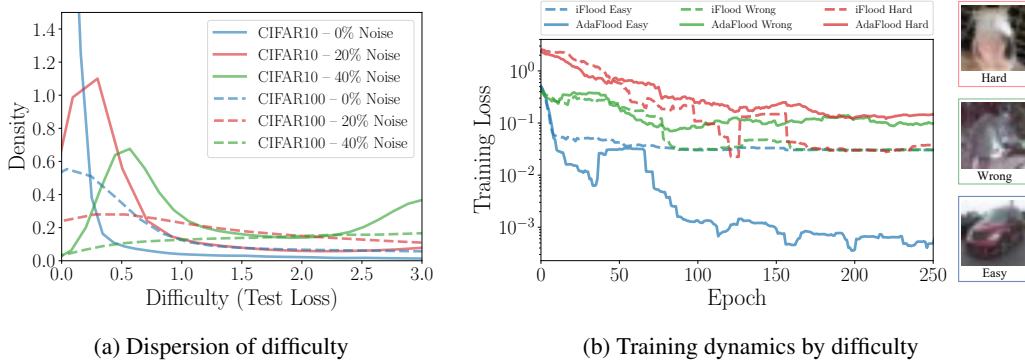 1.4
1.2
1.0
0.8
0.6
0.4
0.2
0.0
Density
CIFAR10 – 0% Noise
CIFAR10 – 20% Noise
CIFAR10 – 40% Noise
CIFAR100 – 0% Noise
CIFAR100 – 20% Noise
CIFAR100 – 40% Noise
0.0 0.5 1.0 1.5 2.0 2.5 3.0
Difficulty (Test Loss)
(a) Dispersion of difficulty
iFlood Easy iFlood Wrong iFlood Hard
AdaFlood Easy AdaFlood Wrong AdaFlood Hard
10⁰
10⁻¹
10⁻²
10⁻³
Training Loss
0 50 100 150 200 250
Epoch
Hard
Wrong
Easy
(b) Training dynamics by difficulty